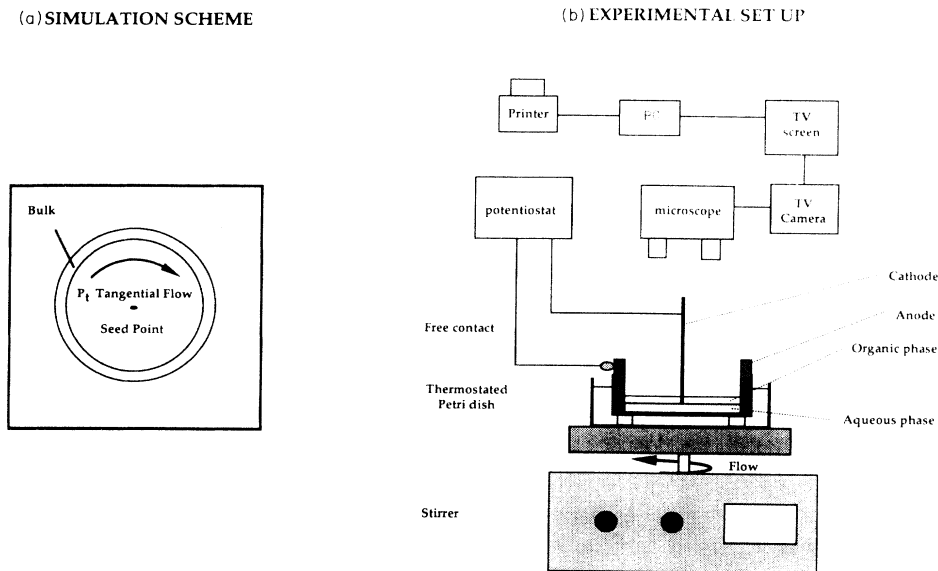 (a) SIMULATION SCHEME
Bulk
Pt Tangential Flow
Seed Point
(b) EXPERIMENTAL SET UP
Printer
PC
TV
screen
potentiostat
microscope
TV
Camera
Cathode
Free contact
Anode
Organic phase
Thermostated
Petri dish
Aqueous phase
Flow
Stirrer